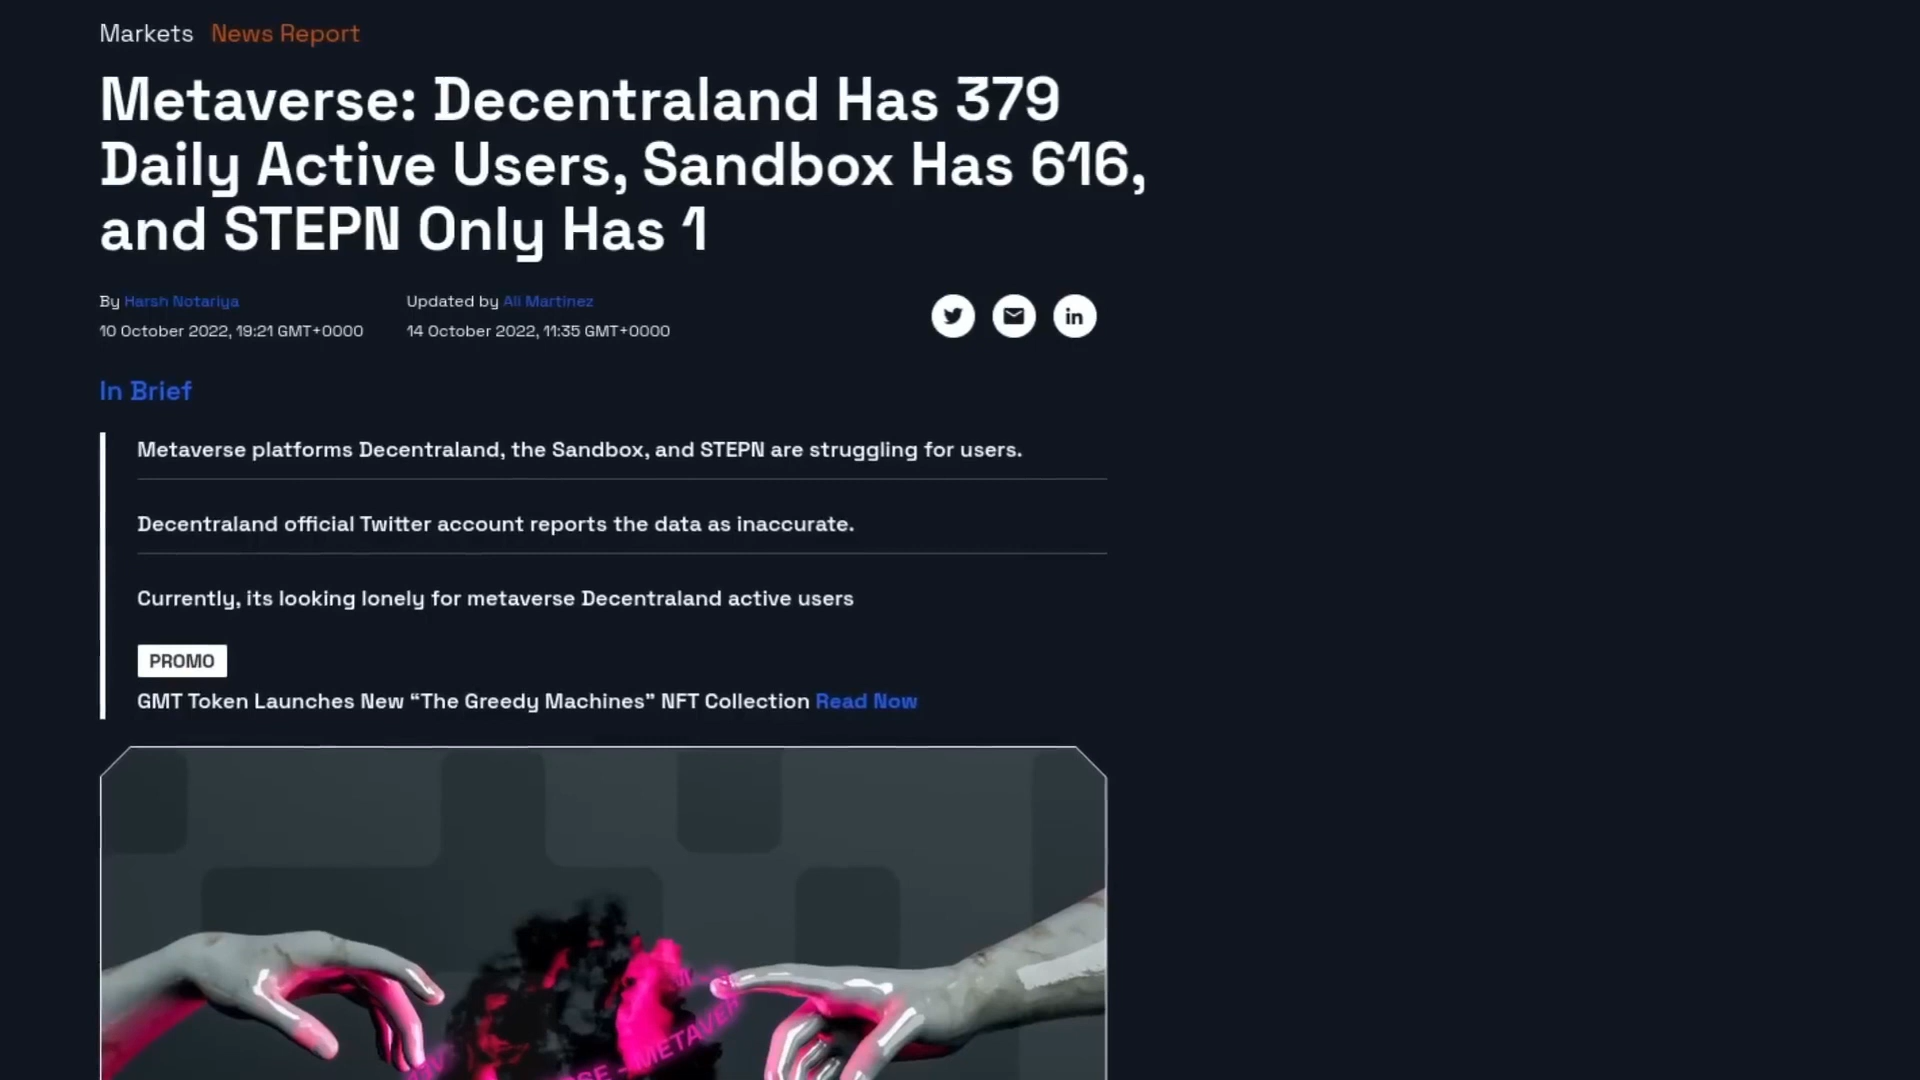 Markets News Report
Metaverse: Decentraland Has 379
Daily Active Users, Sandbox Has 616,
and STEPN Only Has 1
By Harsh Notariya
Updated by Ali Martinez
10 October 2022, 19:21 GMT+0000
14 October 2022, 11:35 GMT+0000
In Brief
Metaverse platforms Decentraland, the Sandbox, and STEPN are struggling for users.
Decentraland official Twitter account reports the data as inaccurate.
Currently, its looking lonely for metaverse Decentraland active users
PROMO
GMT Token Launches New “The Greedy Machines” NFT Collection Read Now